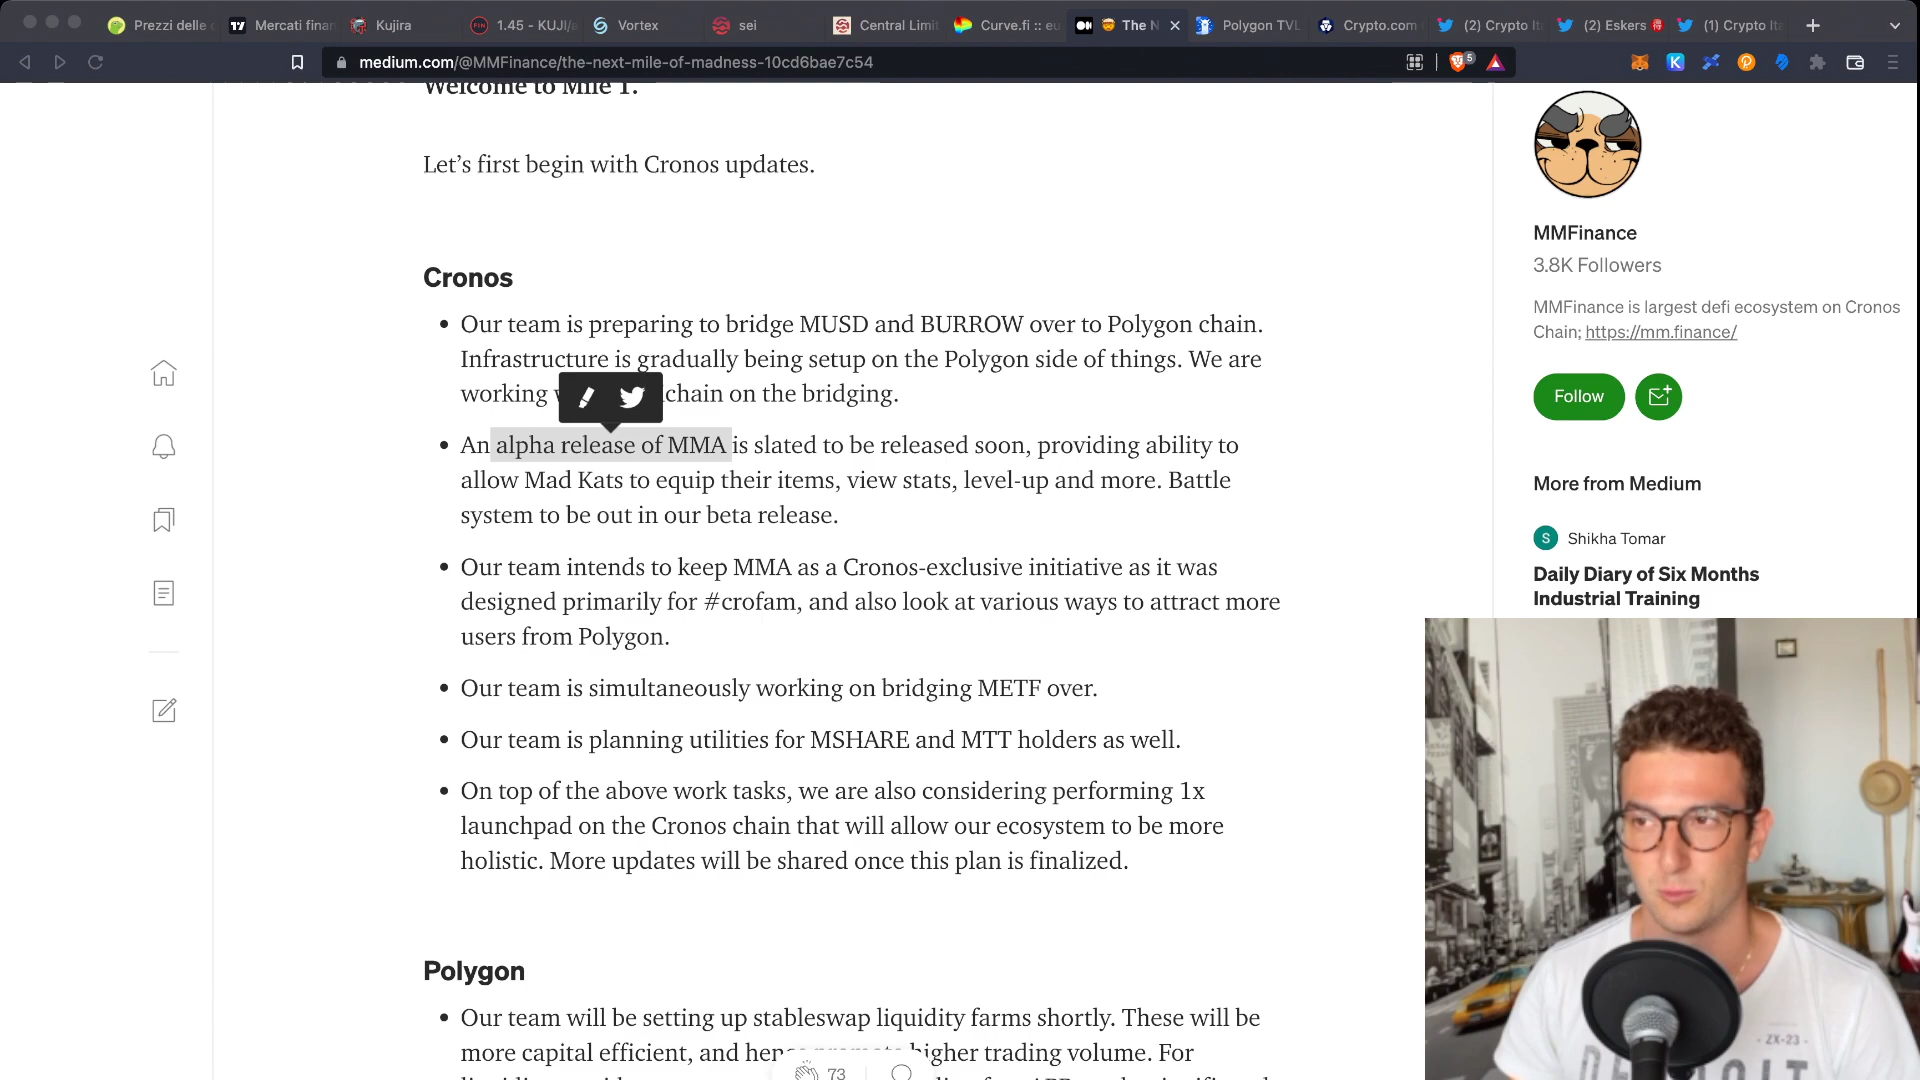 Prezzi delle c
Mercati finan
Kujira
1.45 - KUJI/a
Vortex
sei
Central Limit
Curve.fi :: eu
The N
Polygon TVL
Crypto.com
(2) Crypto Ita
(2) Eskers
(1) Crypto Ita
medium.com/@MMFinance/the-next-mile-of-madness-10cd6bae7c54
5
Welcome to Mile 1.
Let's first begin with Cronos updates.
Cronos
• Our team is preparing to bridge MUSD and BURROW over to Polygon chain.
Infrastructure is gradually being setup on the Polygon side of things. We are
working chain on the bridging.
• An alpha release of MMA is slated to be released soon, providing ability to
allow Mad Kats to equip their items, view stats, level-up and more. Battle
system to be out in our beta release.
• Our team intends to keep MMA as a Cronos-exclusive initiative as it was
designed primarily for #crofam, and also look at various ways to attract more
users from Polygon.
• Our team is simultaneously working on bridging METF over.
• Our team is planning utilities for MSHARE and MTT holders as well.
• On top of the above work tasks, we are also considering performing 1x
launchpad on the Cronos chain that will allow our ecosystem to be more
holistic. More updates will be shared once this plan is finalized.
Polygon
• Our team will be setting up stableswap liquidity farms shortly. These will be
more capital efficient, and hence promote higher trading volume. For
73
MMFinance
3.8K Followers
MMFinance is largest defi ecosystem on Cronos
Chain; https://mm.finance/
Follow
More from Medium
S Shikha Tomar
Daily Diary of Six Months
Industrial Training
- ZX-23 -